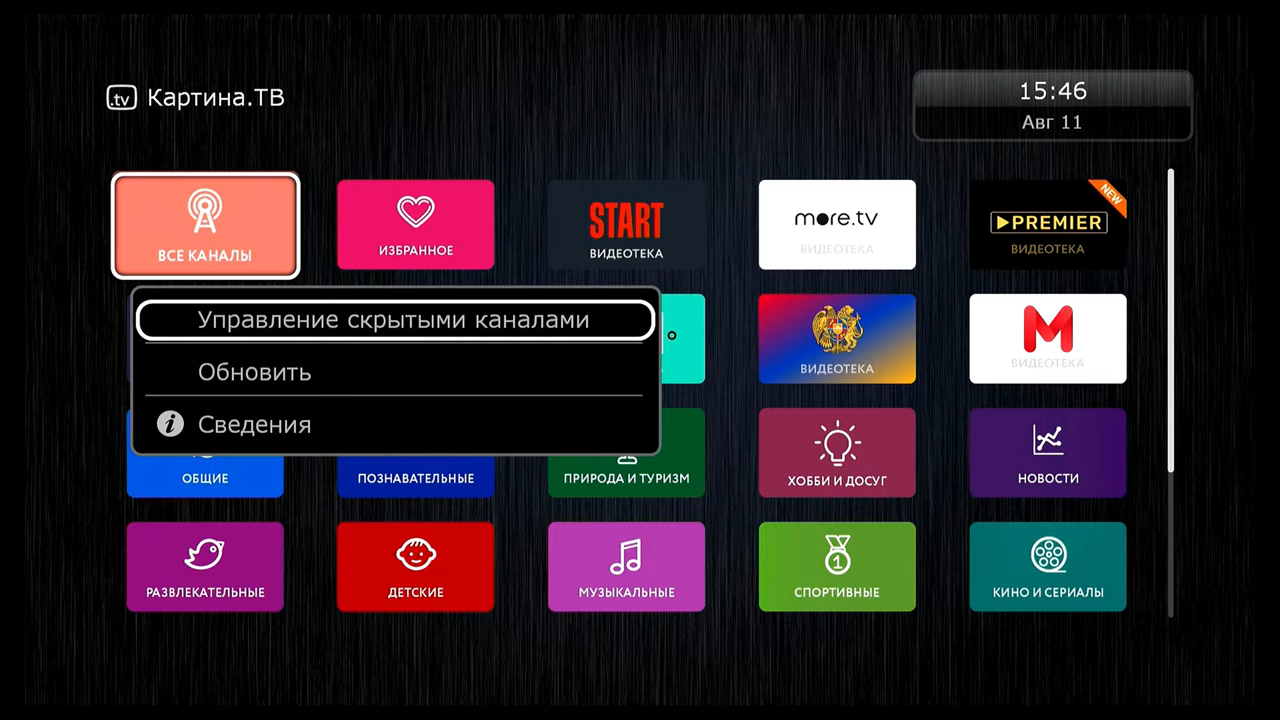 .tv Картина.ТВ
15:46
Авг 11
ВСЕ КАНАЛЫ
ИЗБРАННОЕ
START
ВИДЕОТЕКА
more.tv
ВИДЕОТЕКА
NEW
PREMIER
ВИДЕОТЕКА
Управление скрытыми каналами
Обновить
Сведения
ВИДЕОТЕКА
M
ВИДЕОТЕКА
ОБЩИЕ
ПОЗНАВАТЕЛЬНЫЕ
ПРИРОДА И ТУРИЗМ
ХОББИ И ДОСУГ
НОВОСТИ
РАЗВЛЕКАТЕЛЬНЫЕ
ДЕТСКИЕ
МУЗЫКАЛЬНЫЕ
1
СПОРТИВНЫЕ
КИНО И СЕРИАЛЫ